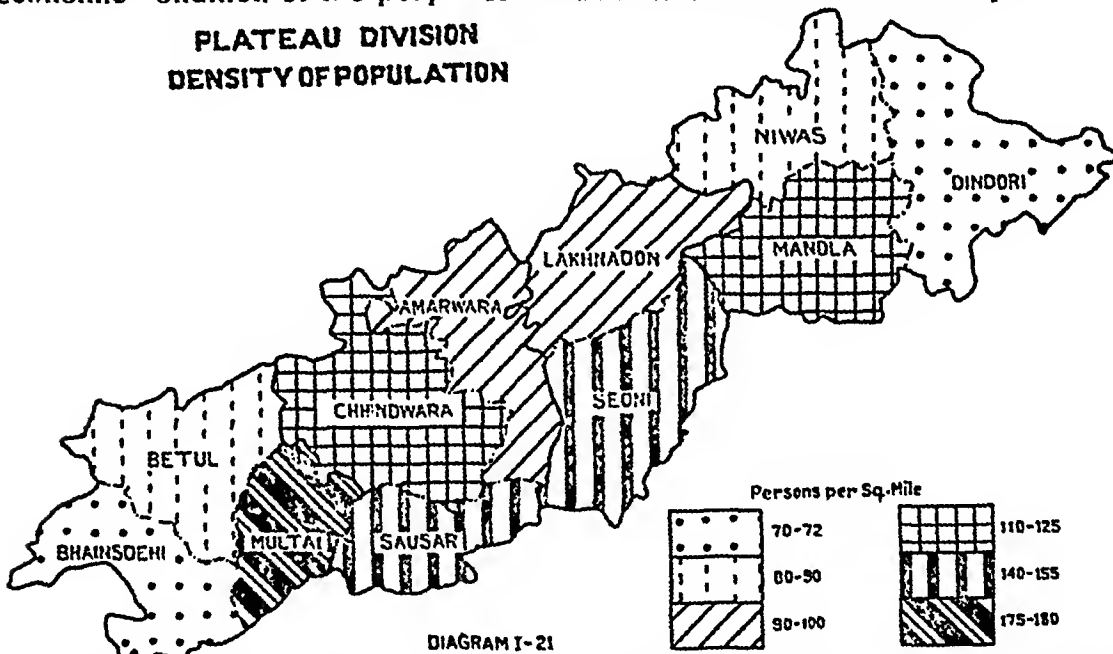 PLATEAU DIVISION
DENSITY OF POPULATION
NIWAS
DINDORI
MANDLA
LAKHNADON
AMARWARA
SEONI
CHHINDWARA
BETUL
MULTAI
SAUSAR
BHAINSDEHI
Persons per Sq. Mile
70-72
80-90
90-100
110-125
140-155
175-180
DIAGRAM I-21